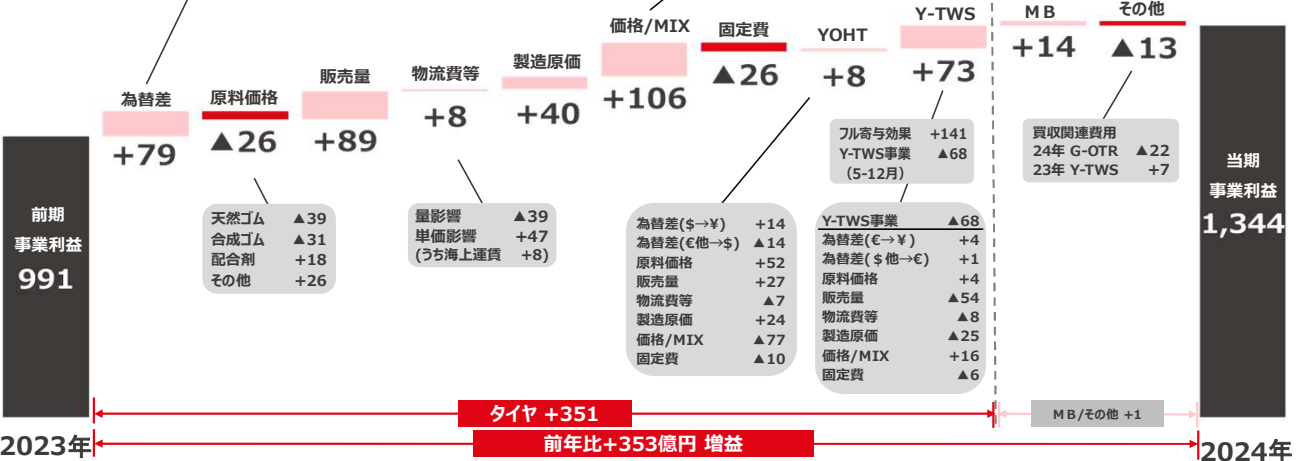 前期
事業利益
991
為替差
+79
原料価格
▲26
天然ゴム ▲39
合成ゴム ▲31
配合剤 +18
その他 +26
販売量
+89
物流費等
+8
量影響 ▲39
単価影響 +47
(うち海上運賃 +8)
製造原価
+40
価格/MIX
+106
固定費
▲26
YOHT
+8
為替差($→¥) +14
為替差(€他→$) ▲14
原料価格 +52
販売量 +27
物流費等 ▲7
製造原価 +24
価格/MIX ▲77
固定費 ▲10
Y-TWS
+73
フル寄与効果 +141
Y-TWS事業 ▲68
(5-12月)
Y-TWS事業 ▲68
為替差(€→¥) +4
為替差($他→€) +1
原料価格 +4
販売量 ▲54
物流費等 ▲8
製造原価 ▲25
価格/MIX +16
固定費 ▲6
MB
+14
その他
▲13
買収関連費用
24年 G-OTR ▲22
23年 Y-TWS +7
当期
事業利益
1,344
タイヤ +351
MB/その他 +1
2023年
前年比+353億円 増益
2024年